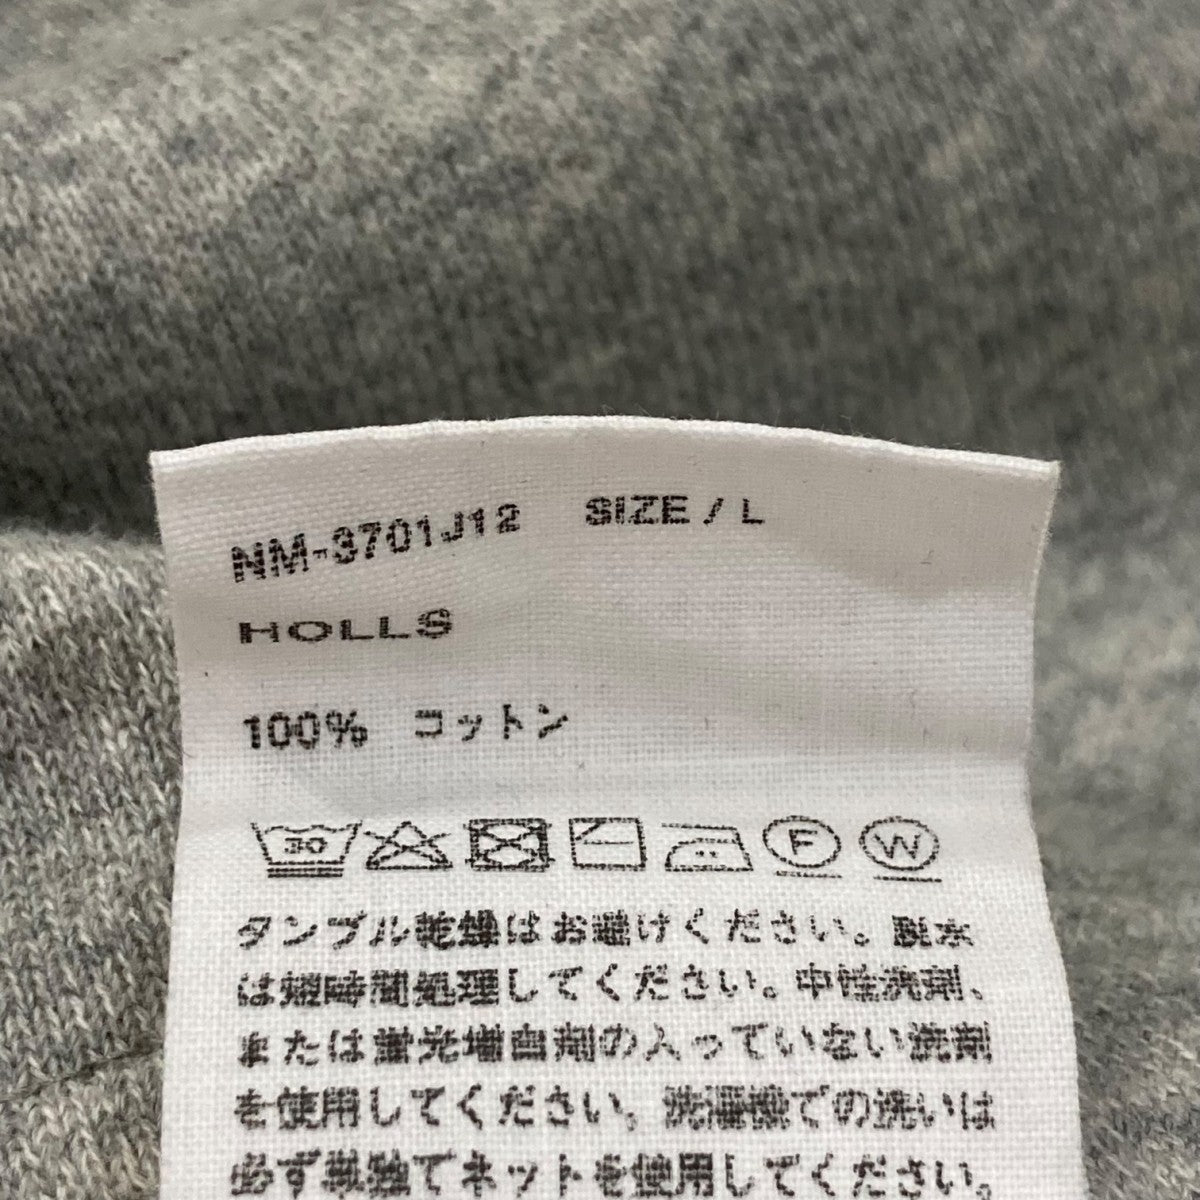 NM-3701J12 SIZE / L
HOLLS
100% コットン
30 F W
タンブル乾燥はお避けください。脱水
は短時間処理してください。中性洗剤、
または蛍光増白剤の入っていない洗剤
を使用してください。洗濯機での洗いは
必ず単独でネットを使用してください。